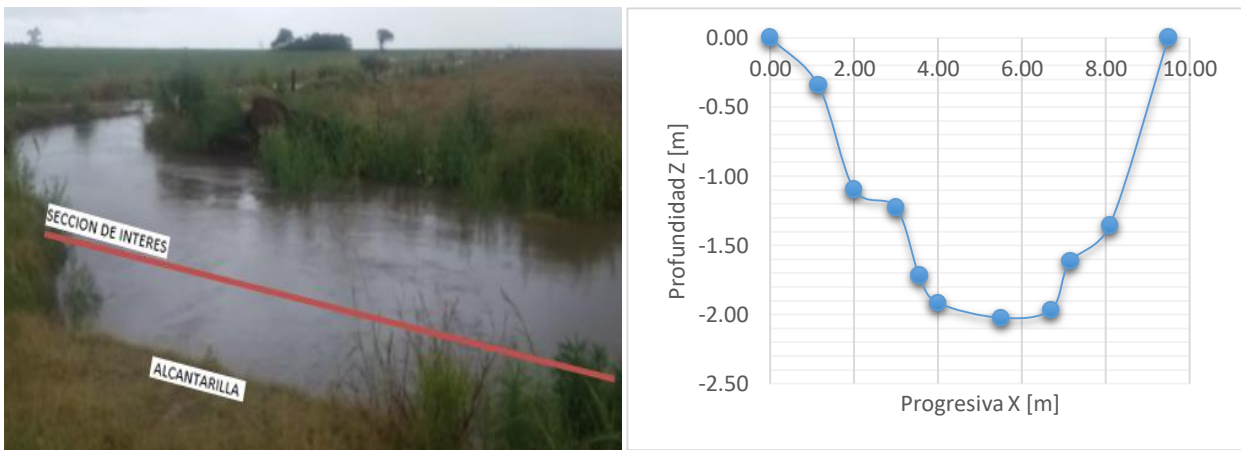 SECCION DE INTERES
ALCANTARILLA
0.00
0.00 2.00 4.00 6.00 8.00 10.00
-0.50
-1.00
-1.50
-2.00
-2.50
Profundidad Z [m]
Progresiva X [m]